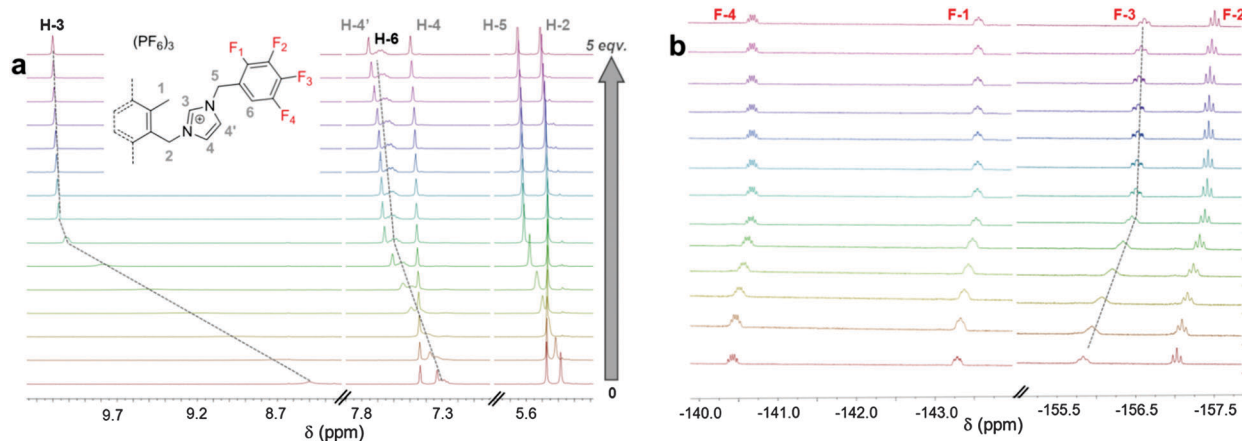 H-3
H-4’
H-6
H-4
H-5
H-2
5 eqv.
a
(PF6)3
F1
F2
F3
F4
1
2
3
4
4'
5
6
N
N
+
0
9.7
9.2
8.7
7.8
7.3
5.6
δ (ppm)
b
F-4
F-1
F-3
F-2
-140.0
-141.0
-142.0
-143.0
-155.5
-156.5
-157.5
δ (ppm)